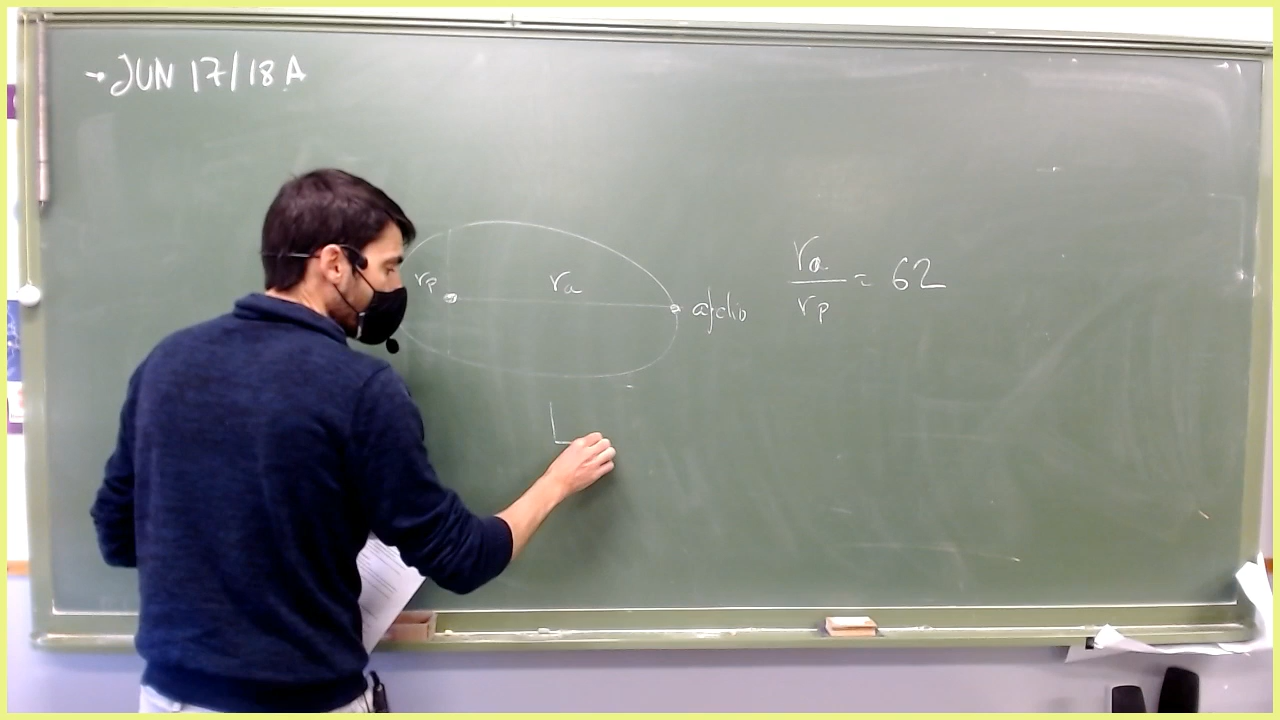 → JUN 17/18 A
rp
ra
afelio
ra/rp = 62
L